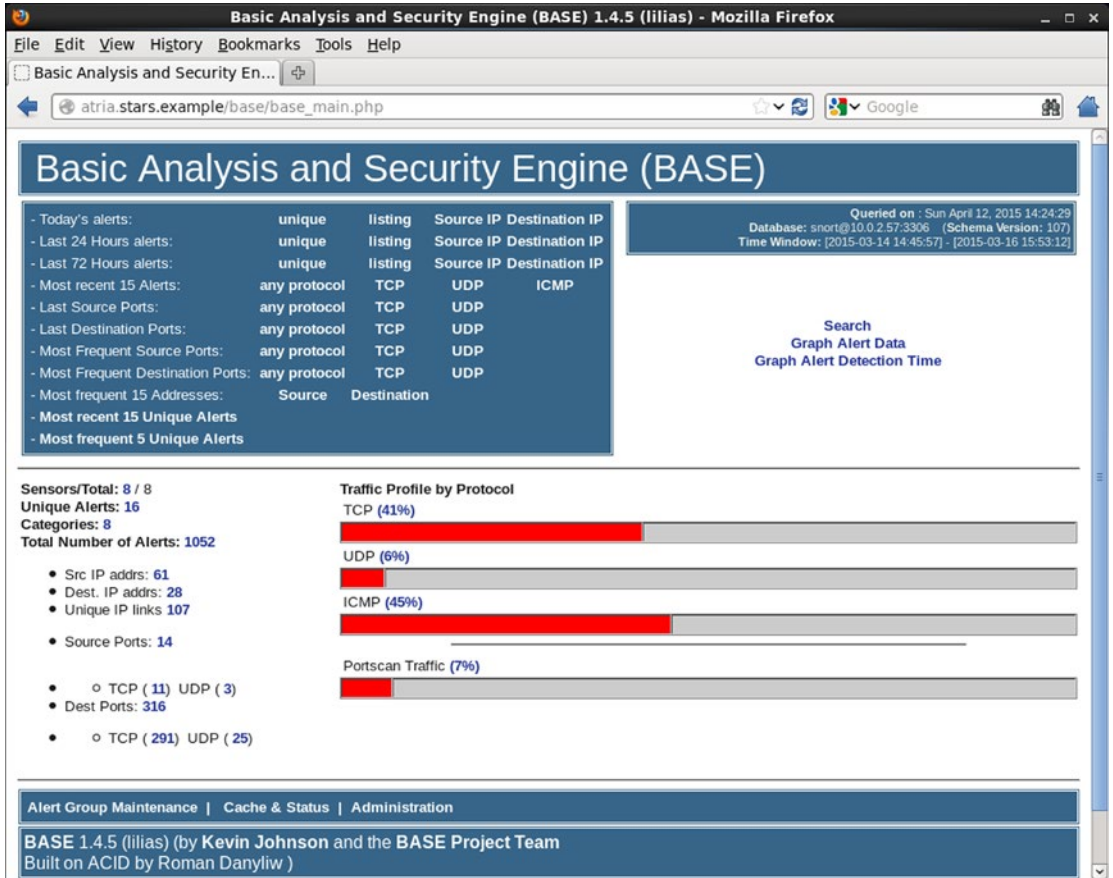 Basic Analysis and Security Engine (BASE) 1.4.5 (lilias) - Mozilla Firefox
File Edit View History Bookmarks Tools Help
Basic Analysis and Security En...
atria.stars.example/base/base_main.php
Google
Basic Analysis and Security Engine (BASE)
- Today's alerts: unique listing Source IP Destination IP
- Last 24 Hours alerts: unique listing Source IP Destination IP
- Last 72 Hours alerts: unique listing Source IP Destination IP
- Most recent 15 Alerts: any protocol TCP UDP ICMP
- Last Source Ports: any protocol TCP UDP
- Last Destination Ports: any protocol TCP UDP
- Most Frequent Source Ports: any protocol TCP UDP
- Most Frequent Destination Ports: any protocol TCP UDP
- Most frequent 15 Addresses: Source Destination
- Most recent 15 Unique Alerts
- Most frequent 5 Unique Alerts
Queried on : Sun April 12, 2015 14:24:29
Database: snort@10.0.2.57:3306 (Schema Version: 107)
Time Window: [2015-03-14 14:45:57] - [2015-03-16 15:53:12]
Search
Graph Alert Data
Graph Alert Detection Time
Sensors/Total: 8 / 8
Unique Alerts: 16
Categories: 8
Total Number of Alerts: 1052
• Src IP addrs: 61
• Dest. IP addrs: 28
• Unique IP links 107
• Source Ports: 14
• ○ TCP ( 11) UDP ( 3)
• Dest Ports: 316
• ○ TCP ( 291) UDP ( 25)
Traffic Profile by Protocol
TCP (41%)
UDP (6%)
ICMP (45%)
Portscan Traffic (7%)
Alert Group Maintenance | Cache & Status | Administration
BASE 1.4.5 (lilias) (by Kevin Johnson and the BASE Project Team
Built on ACID by Roman Danyliw )